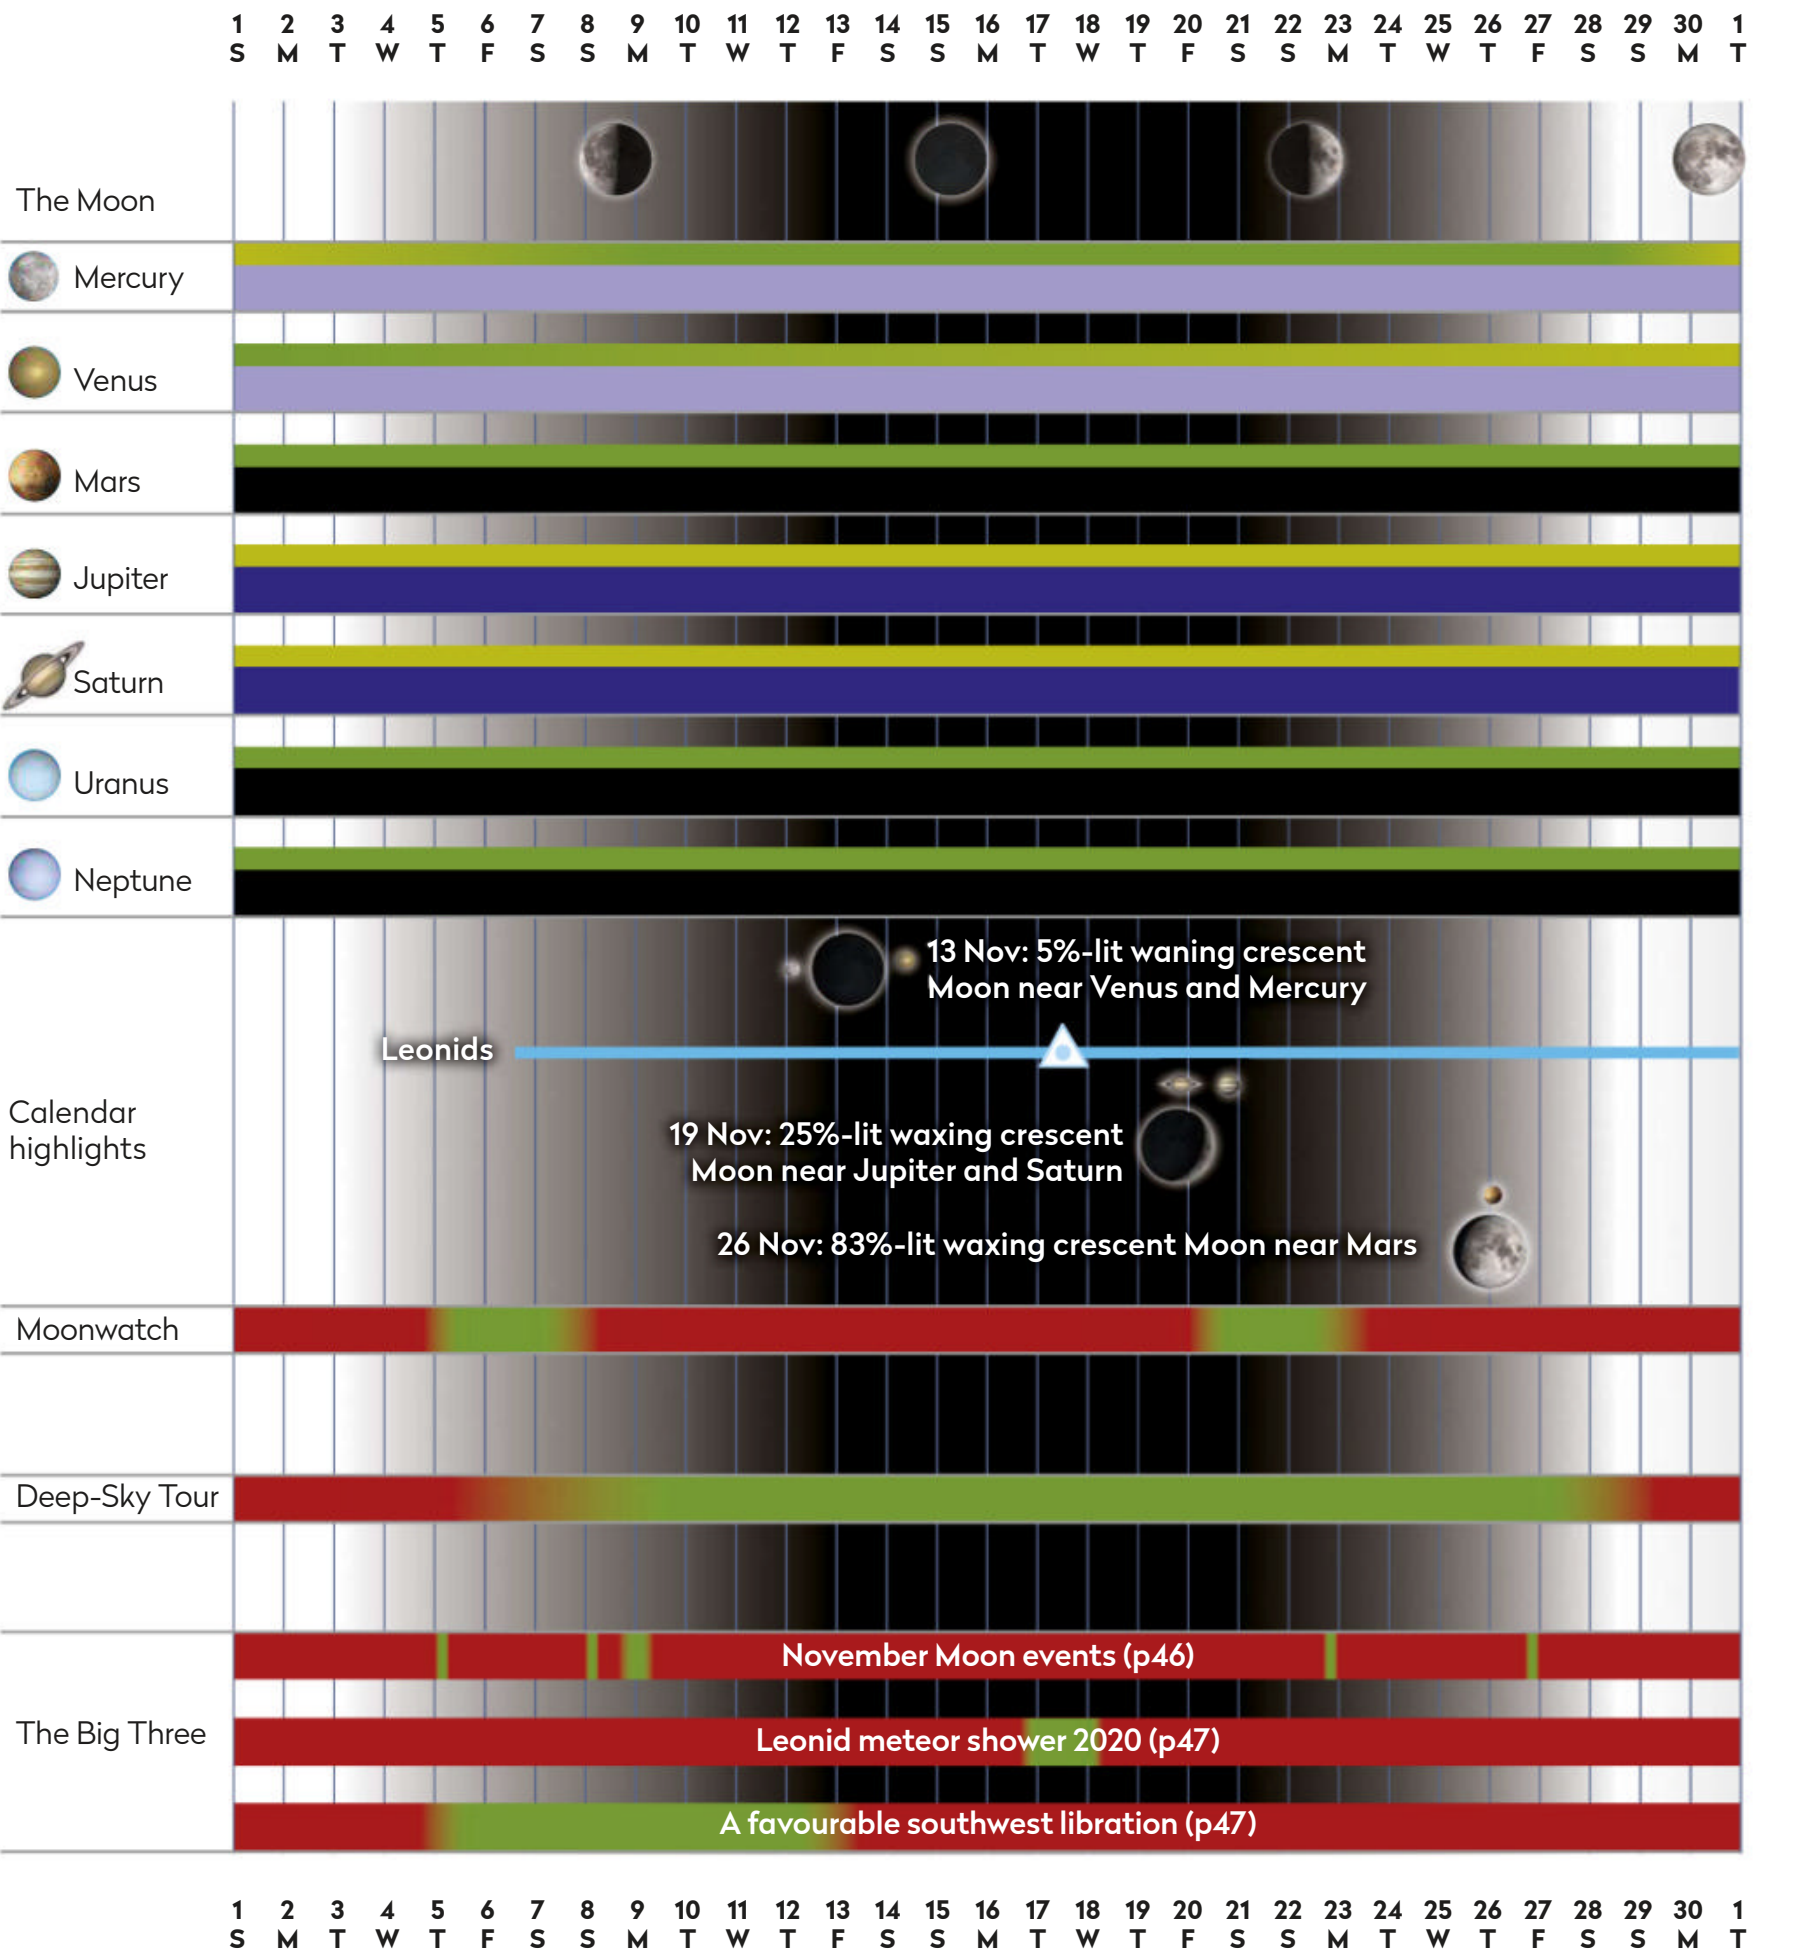 1 2 3 4 5 6 7 8 9 10 11 12 13 14 15 16 17 18 19 20 21 22 23 24 25 26 27 28 29 30 1
S M T W T F S S M T W T F S S M T W T F S S M T W T F S S M T
The Moon
Mercury
Venus
Mars
Jupiter
Saturn
Uranus
Neptune
Calendar
highlights
13 Nov: 5%-lit waning crescent
Moon near Venus and Mercury
Leonids
19 Nov: 25%-lit waxing crescent
Moon near Jupiter and Saturn
26 Nov: 83%-lit waxing crescent Moon near Mars
Moonwatch
Deep-Sky Tour
The Big Three
November Moon events (p46)
Leonid meteor shower 2020 (p47)
A favourable southwest libration (p47)
1 2 3 4 5 6 7 8 9 10 11 12 13 14 15 16 17 18 19 20 21 22 23 24 25 26 27 28 29 30 1
S M T W T F S S M T W T F S S M T W T F S S M T W T F S S M T